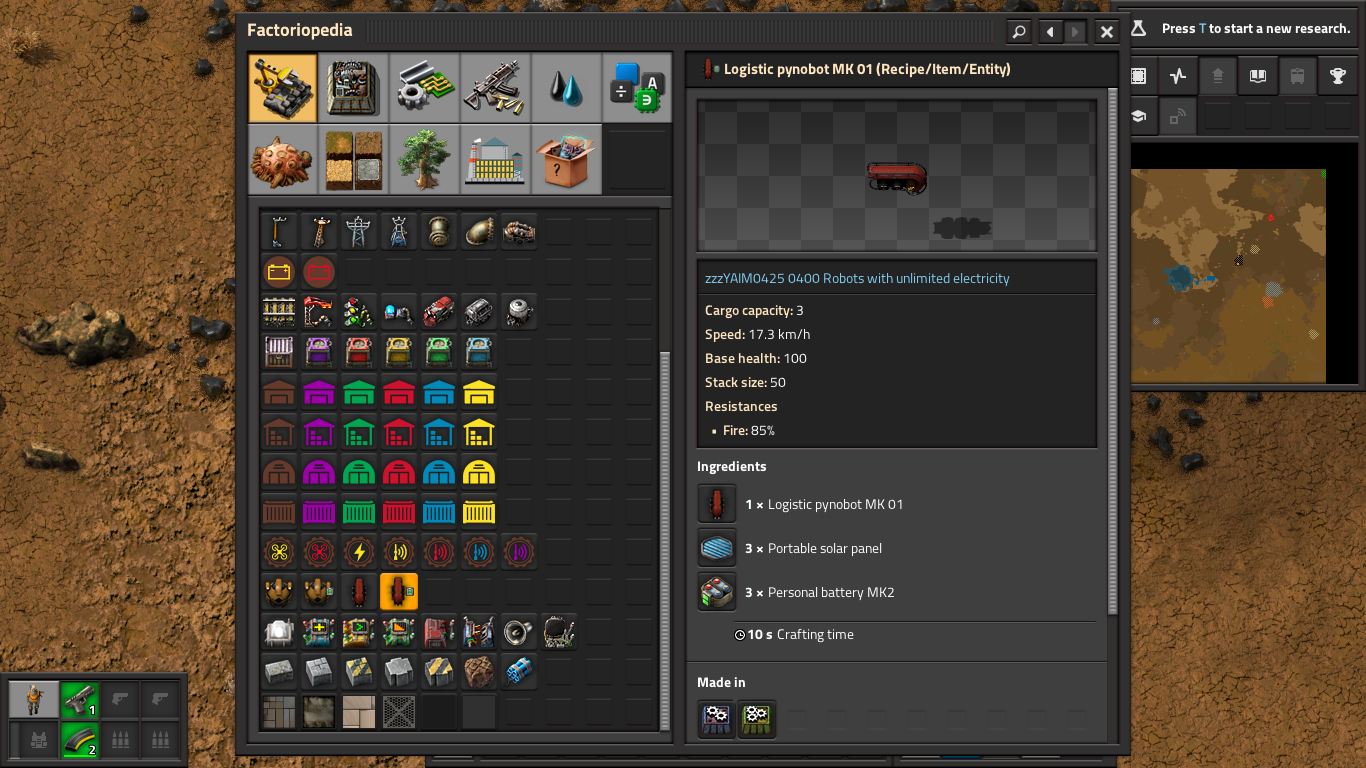 Factoriopedia
Press T to start a new research.
Logistic pynobot MK 01 (Recipe/Item/Entity)
A
?
zzzYAIM0425 0400 Robots with unlimited electricity
Cargo capacity: 3
Speed: 17.3 km/h
Base health: 100
Stack size: 50
Resistances
▪ Fire: 85%
Ingredients
1 × Logistic pynobot MK 01
3 × Portable solar panel
3 × Personal battery MK2
10 s Crafting time
Made in
1
2